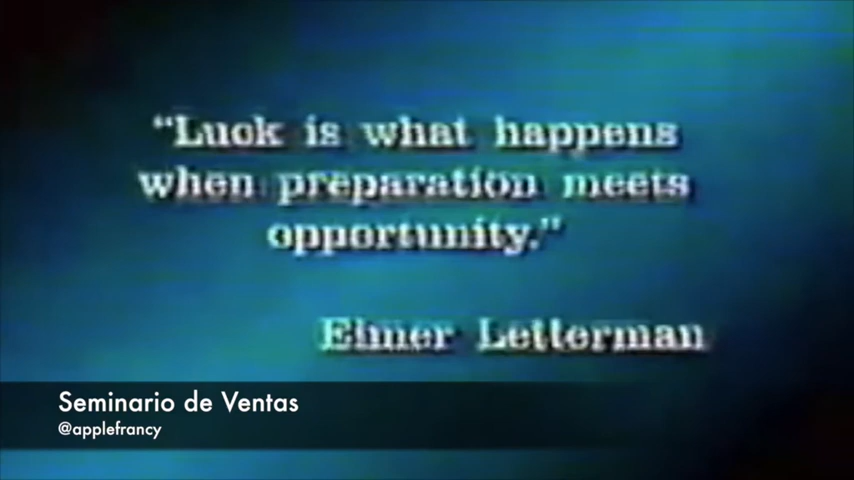 "Luck is what happens
when preparation meets
opportunity."
Elmer Letterman
Seminario de Ventas
@applefrancy